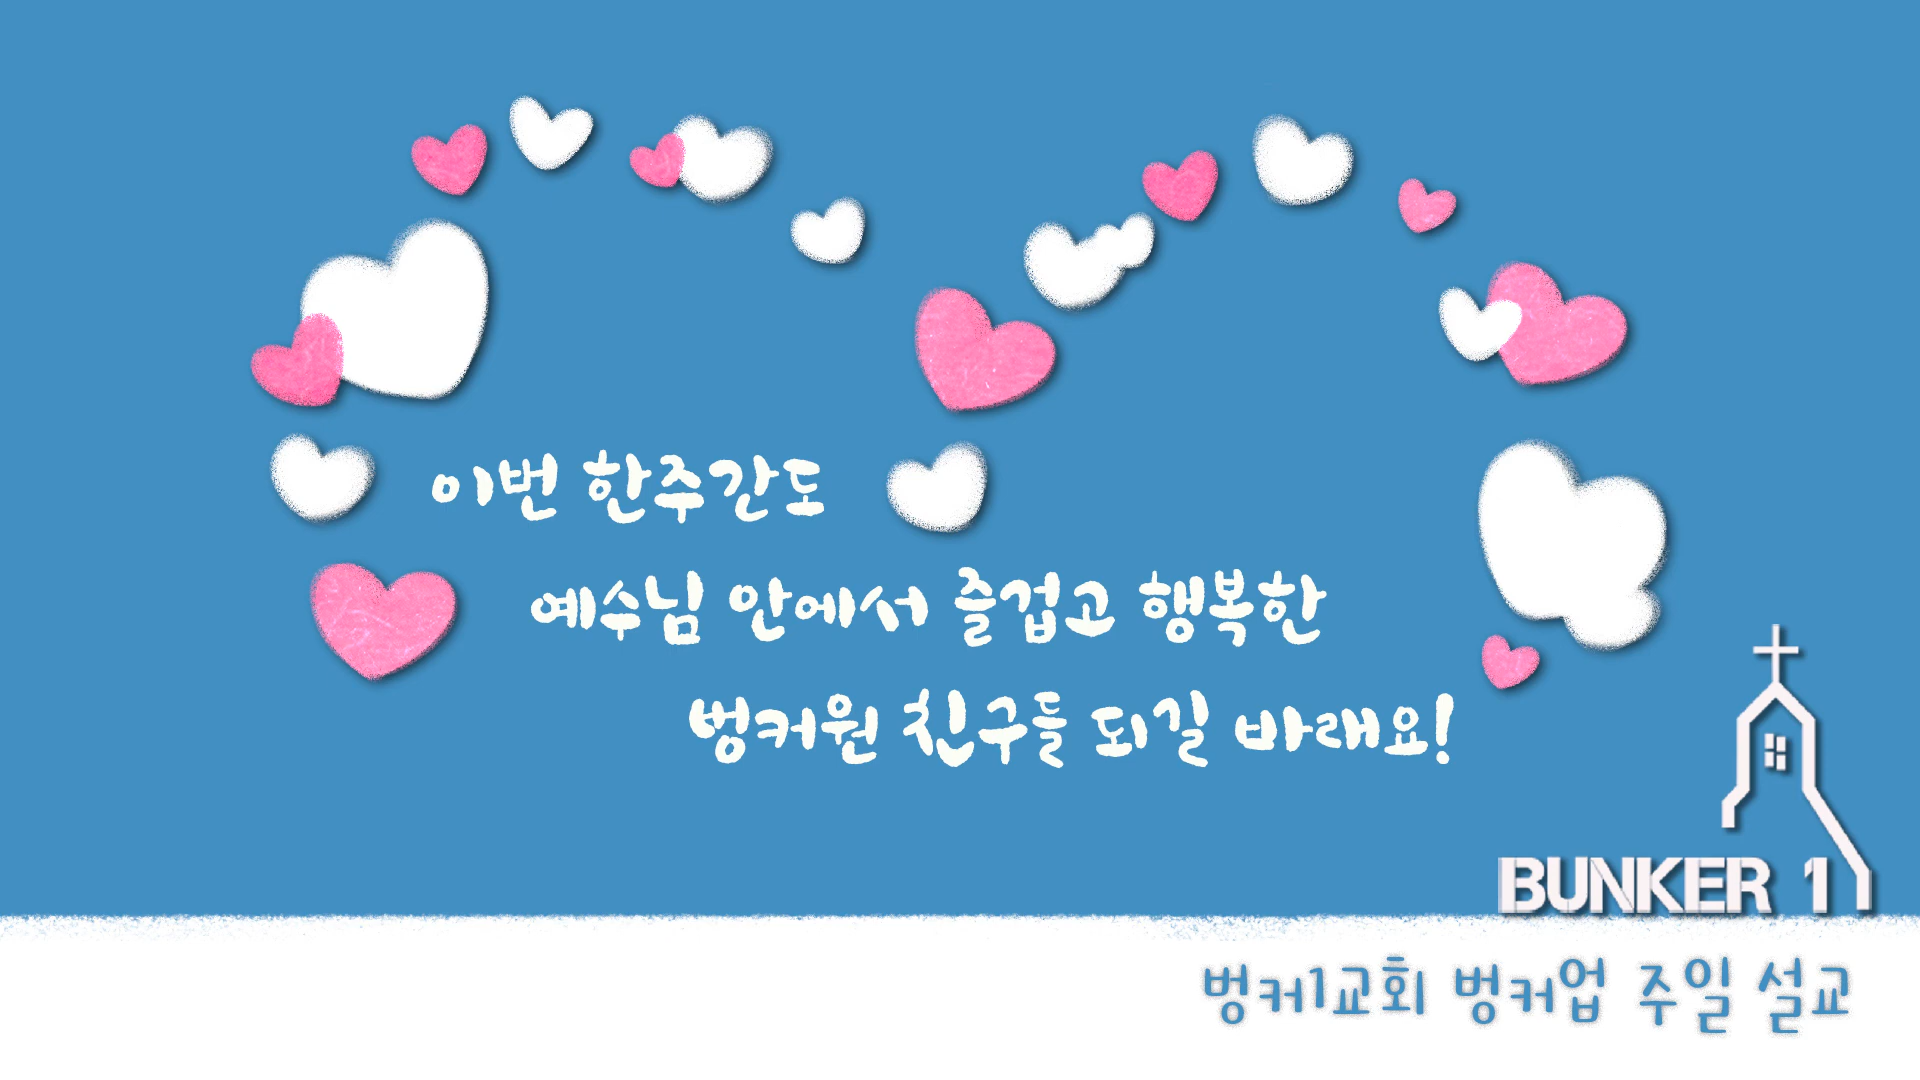 이번 한주간도
예수님 안에서 즐겁고 행복한
벙커원 친구들 되길 바래요!
BUNKER 1
벙커1교회 벙커업 주일 설교